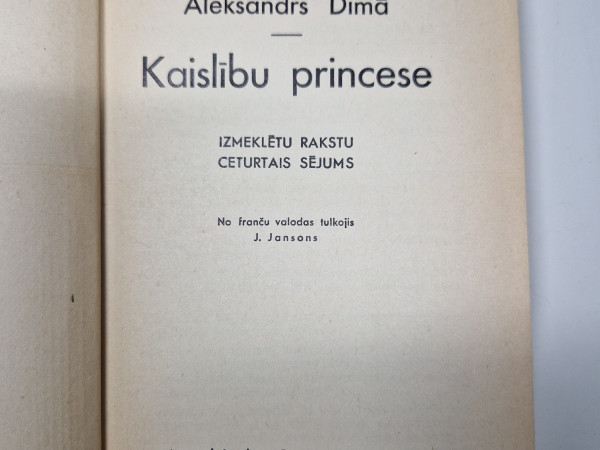 Aleksandrs Dimā
Kaislību princese
IZMEKLĒTU RAKSTU
CETURTAIS SĒJUMS
No franču valodas tulkojis
J. Jansons